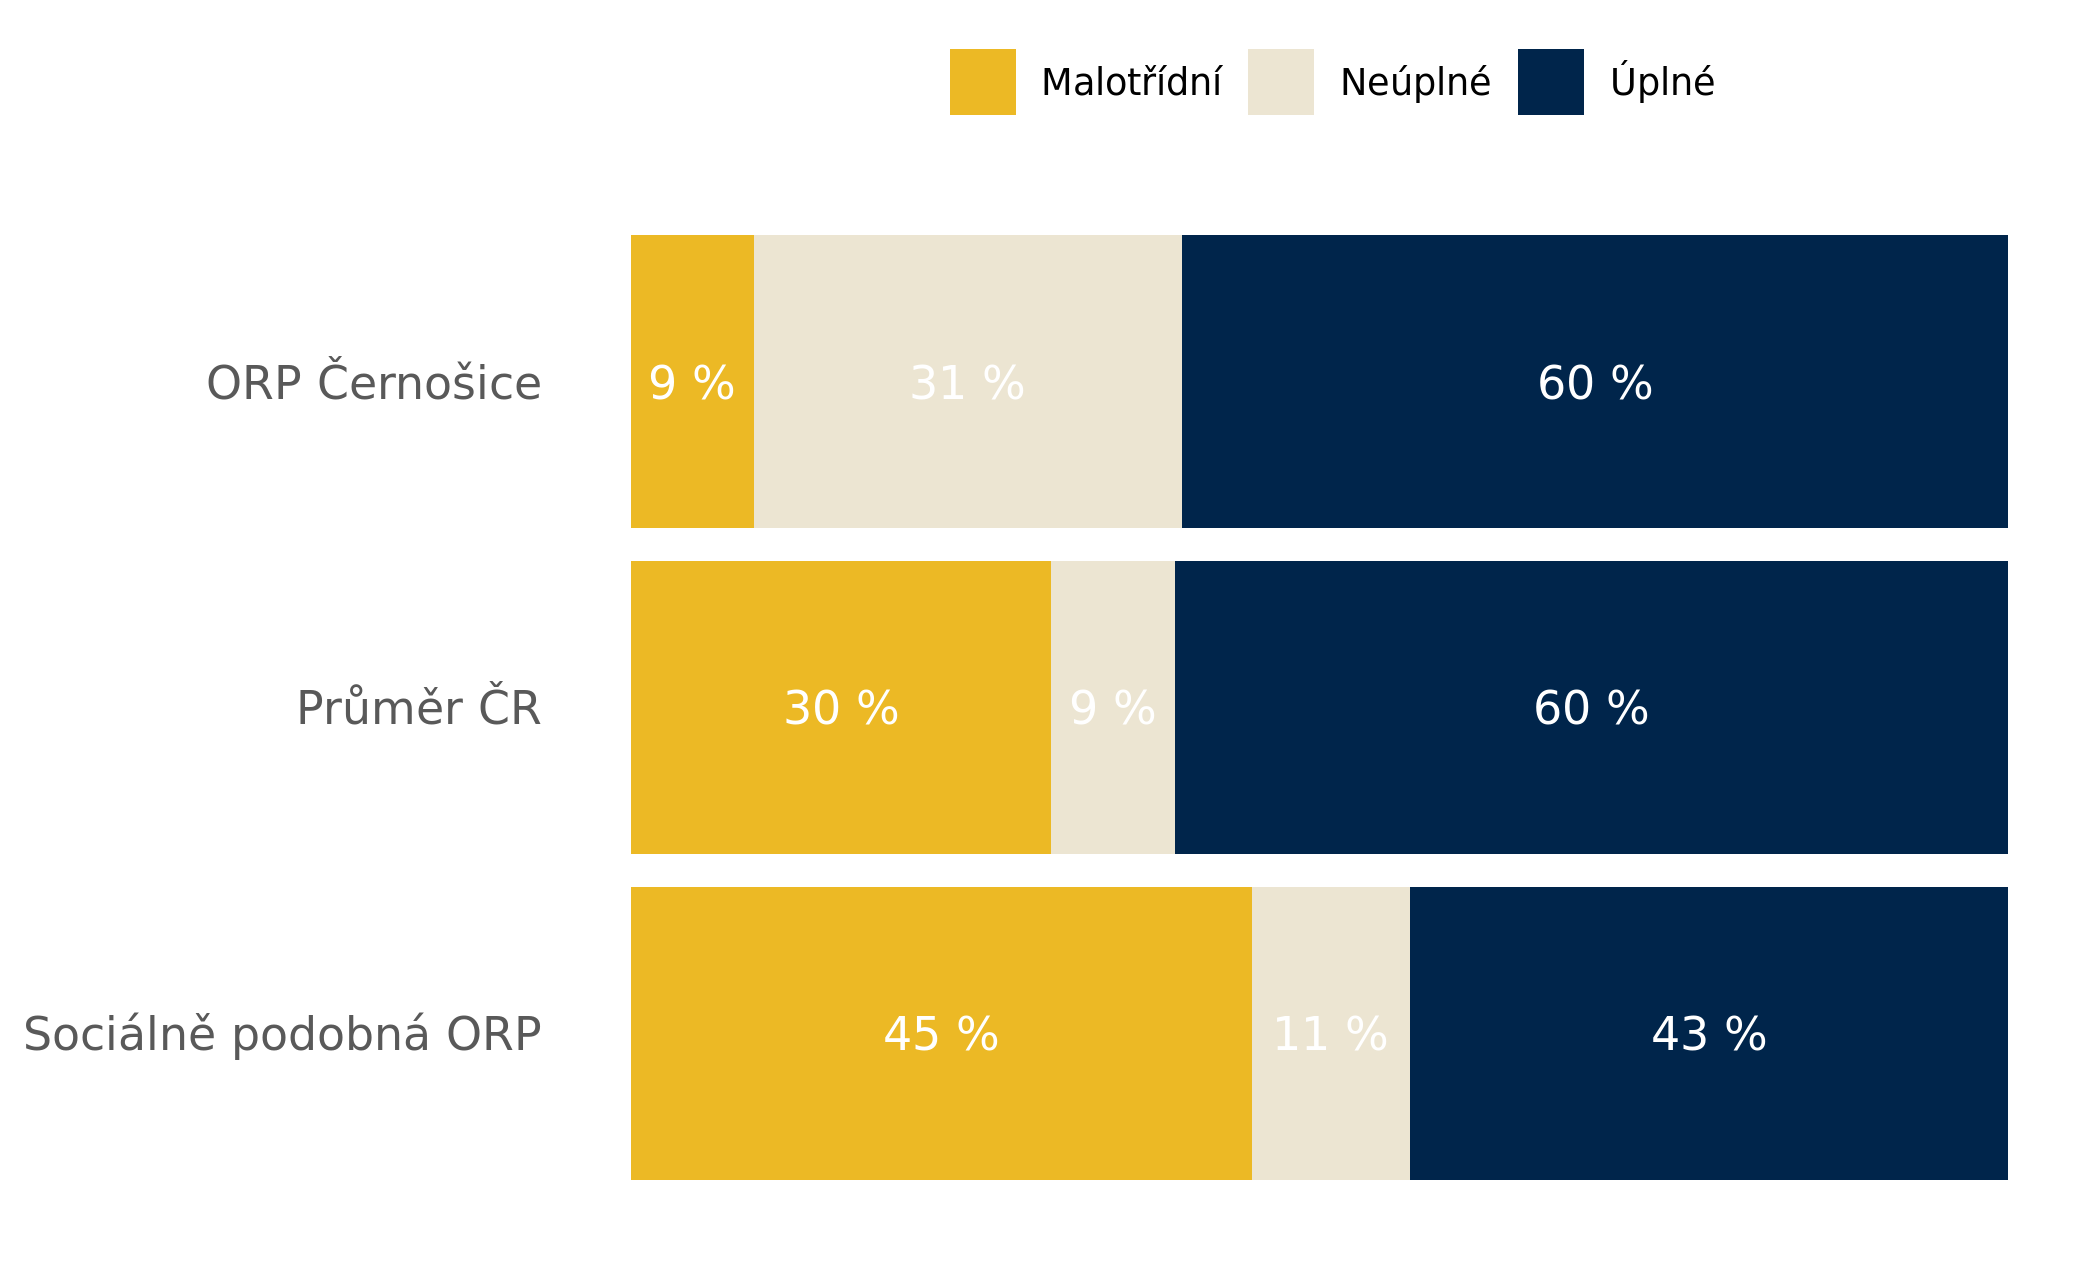 Malotřídní Neúplné Úplné
ORP Černošice 9 % 31 % 60 %
Průměr ČR 30 % 9 % 60 %
Sociálně podobná ORP 45 % 11 % 43 %